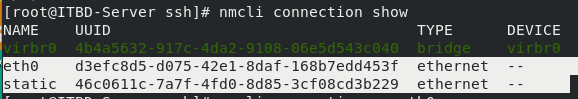 [root@ITBD-Server ssh]# nmcli connection show
NAME UUID TYPE DEVICE
virbr0 4b4a5632-917c-4da2-9108-06e5d543c040 bridge virbr0
eth0 d3efc8d5-d075-42e1-8daf-168b7edd453f ethernet --
static 46c0611c-7a7f-4fd0-8d85-3cf08cd3b229 ethernet --